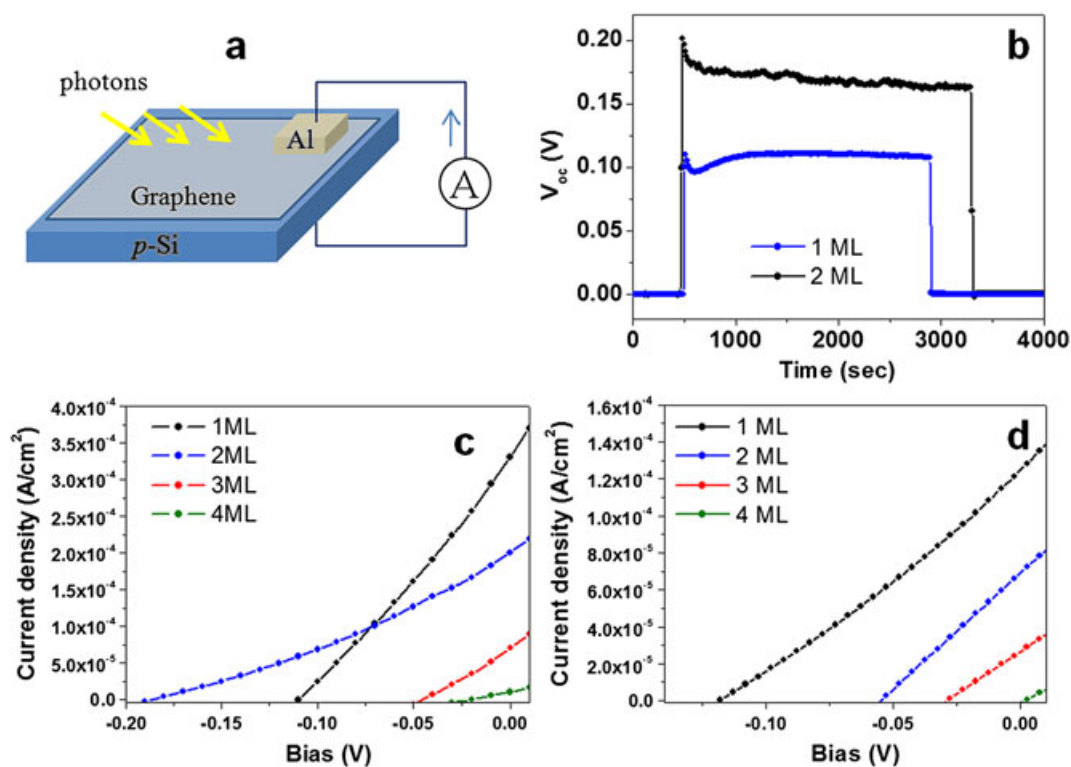 a
photons
Al
A
Graphene
p-Si
b
0.20
0.15
0.10
0.05
0.00
V_oc (V)
1 ML
2 ML
0 1000 2000 3000 4000
Time (sec)
c
4.0x10⁻⁴
3.5x10⁻⁴
3.0x10⁻⁴
2.5x10⁻⁴
2.0x10⁻⁴
1.5x10⁻⁴
1.0x10⁻⁴
5.0x10⁻⁵
0.0
Current density (A/cm²)
1ML
2ML
3ML
4ML
-0.20 -0.15 -0.10 -0.05 0.00
Bias (V)
d
1.6x10⁻⁴
1.4x10⁻⁴
1.2x10⁻⁴
1.0x10⁻⁴
8.0x10⁻⁵
6.0x10⁻⁵
4.0x10⁻⁵
2.0x10⁻⁵
0.0
Current density (A/cm²)
1 ML
2 ML
3 ML
4 ML
-0.10 -0.05 0.00
Bias (V)